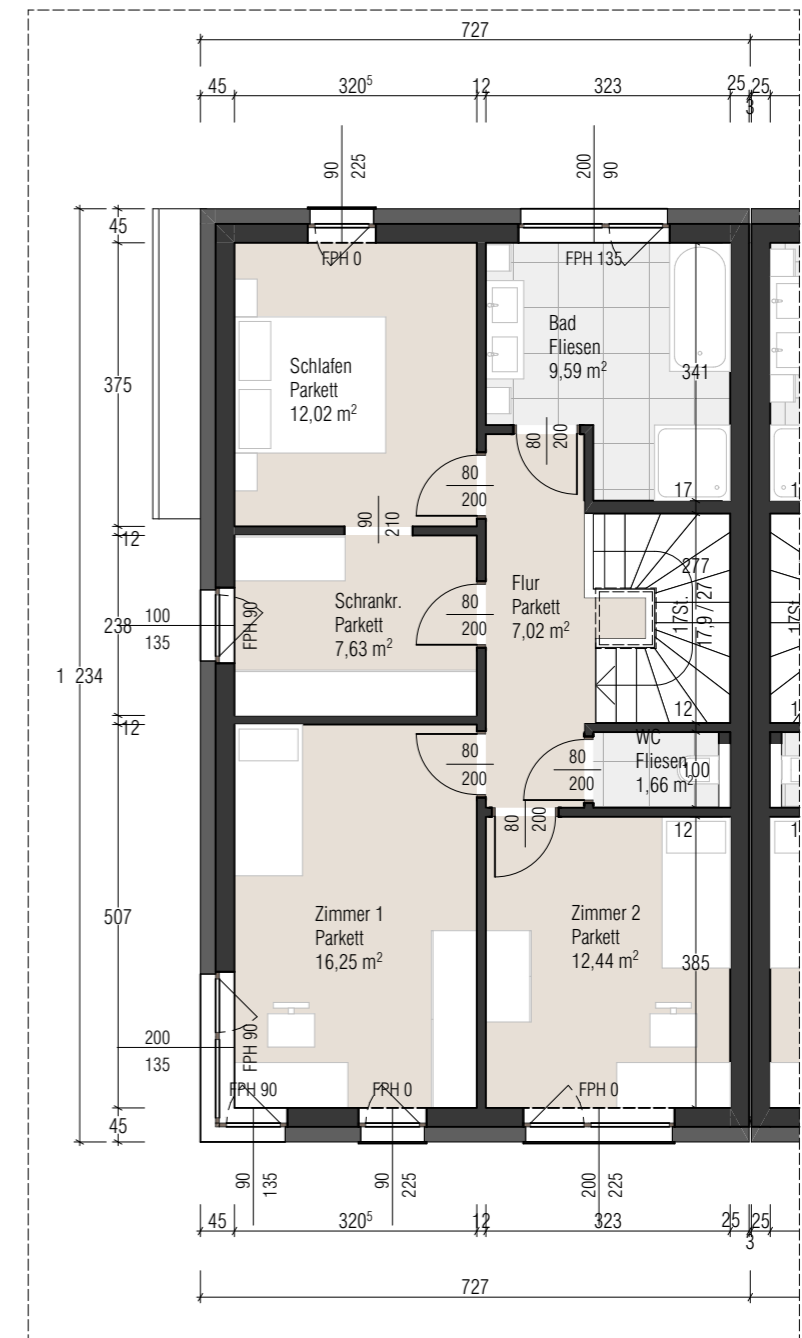 727
45 320⁵ 12 323 25 25
3
90 225 200 90
45
FPH 0 FPH 135
Bad
Fliesen
9,59 m²
Schlafen
Parkett
12,02 m²
341
375
80 200
80
200
17
90 210
12
277
Flur
Parkett
7,02 m²
Schrankr.
Parkett
7,63 m²
80
200
17St.
17,9 / 27
17St
100
135
238
FPH 90
1 234
12
12
WC
Fliesen
1,66 m²
100
80
200
80
200
80 200
12
Zimmer 1
Parkett
16,25 m²
Zimmer 2
Parkett
12,44 m²
507
385
200
135
FPH 90
FPH 90 FPH 0 FPH 0
45
90 135 90 225 200 225
45 320⁵ 12 323 25 25
3
727